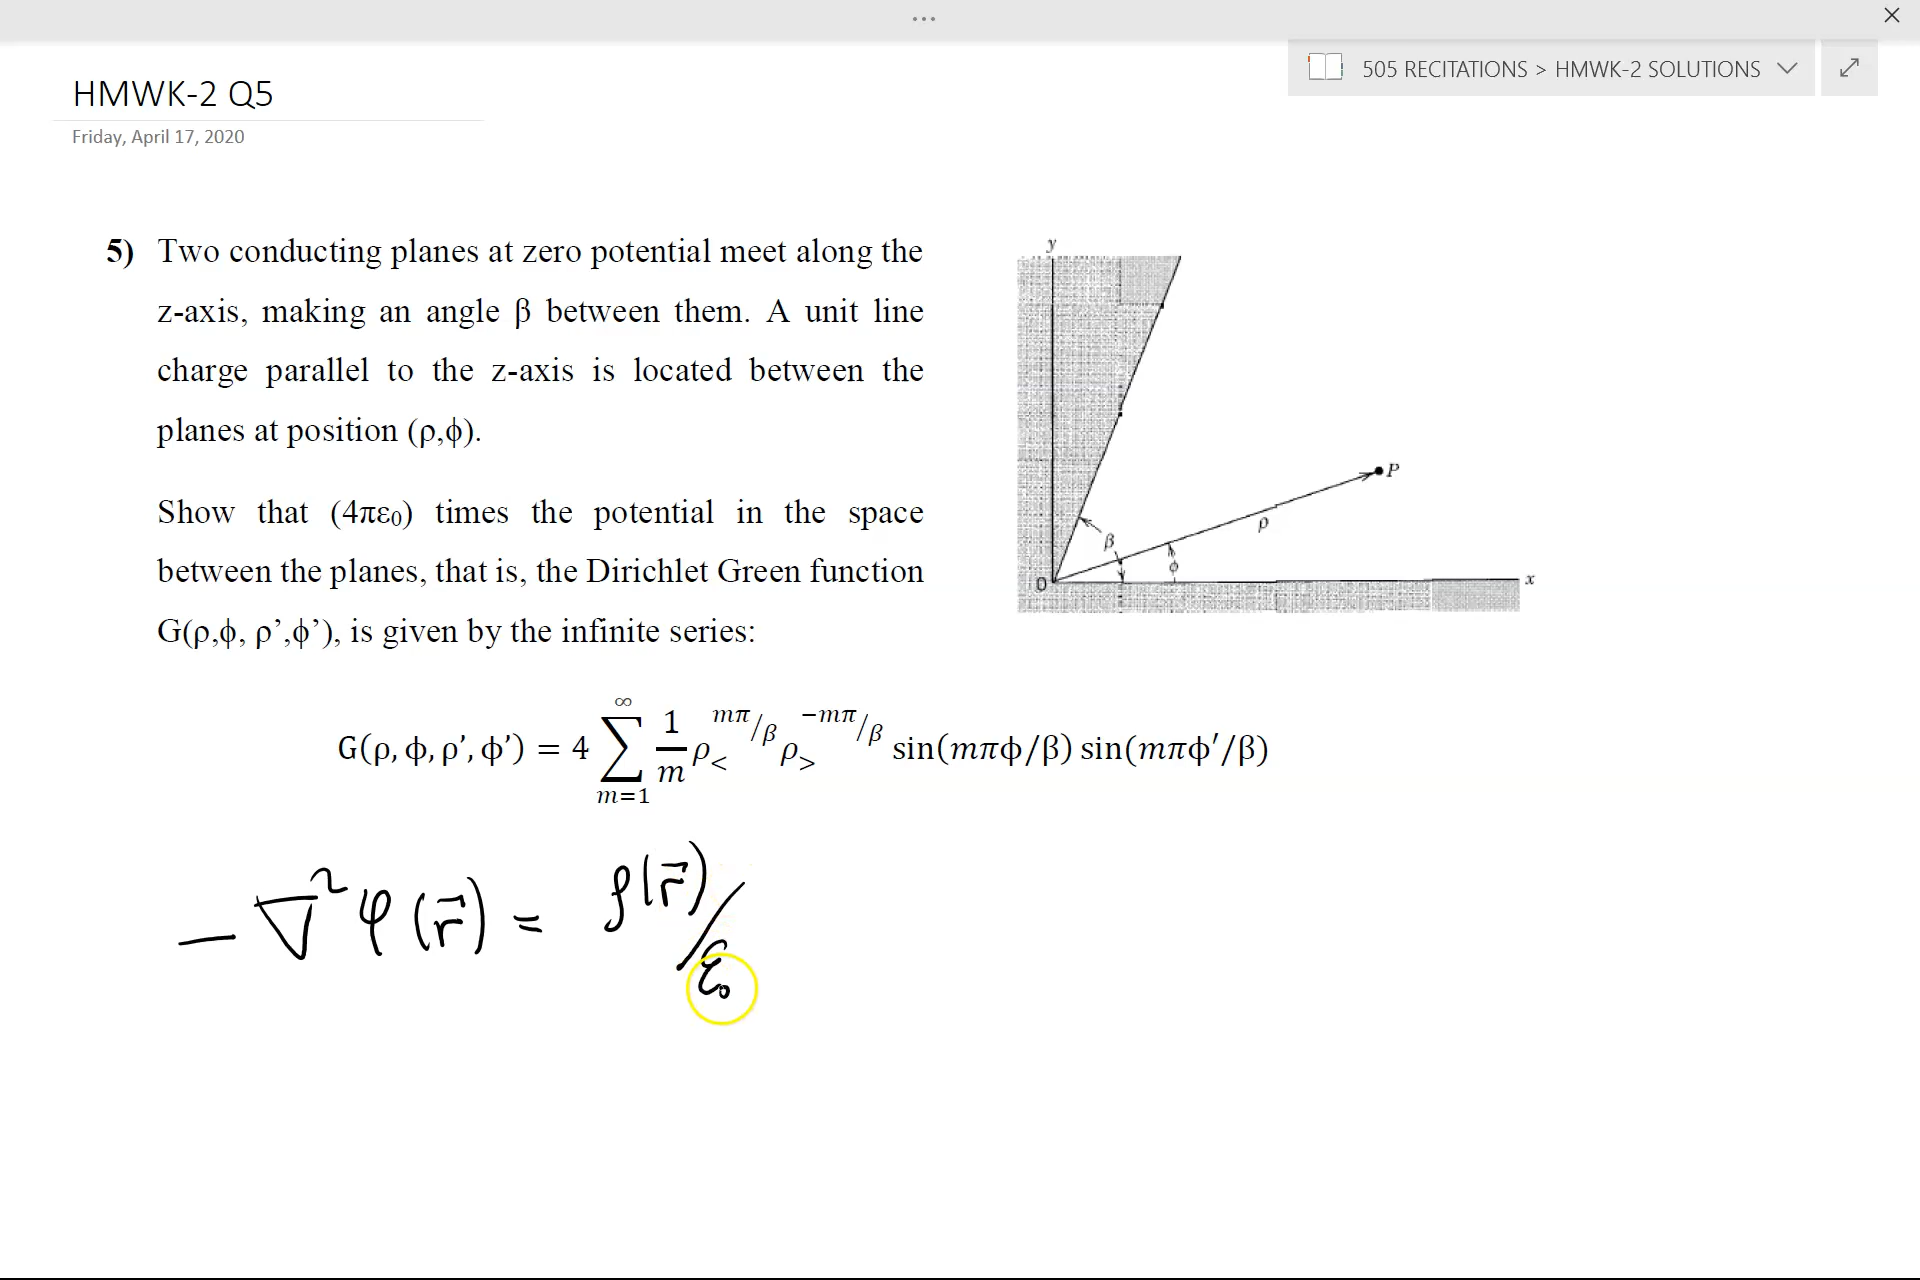 505 RECITATIONS > HMWK-2 SOLUTIONS
HMWK-2 Q5
Friday, April 17, 2020
5) Two conducting planes at zero potential meet along the
z-axis, making an angle β between them. A unit line
charge parallel to the z-axis is located between the
planes at position (ρ,ϕ).
Show that (4πε₀) times the potential in the space
between the planes, that is, the Dirichlet Green function
G(ρ,ϕ, ρ’,ϕ’), is given by the infinite series:
y
P
ρ
β
ϕ
O
x
G(ρ, ϕ, ρ’, ϕ’) = 4 ∑_{m=1}^{∞} 1/m ρ_<^{mπ/β} ρ_>^{−mπ/β} sin(mπϕ/β) sin(mπϕ′/β)
− ∇² φ(r⃗) = ρ(r⃗)/ε₀